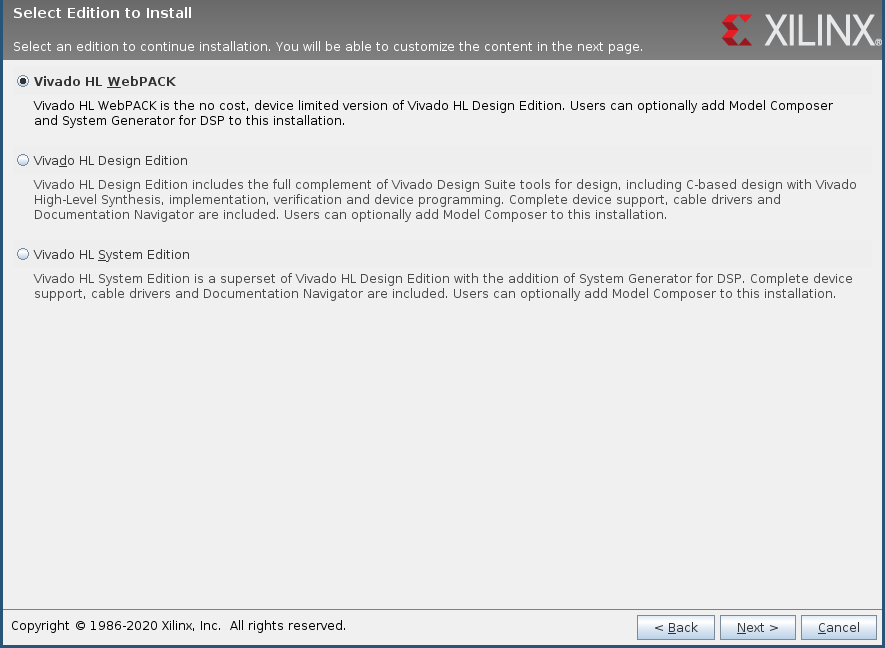 Select Edition to Install
Select an edition to continue installation. You will be able to customize the content in the next page.
XILINX®
Vivado HL WebPACK
Vivado HL WebPACK is the no cost, device limited version of Vivado HL Design Edition. Users can optionally add Model Composer
and System Generator for DSP to this installation.
Vivado HL Design Edition
Vivado HL Design Edition includes the full complement of Vivado Design Suite tools for design, including C-based design with Vivado
High-Level Synthesis, implementation, verification and device programming. Complete device support, cable drivers and
Documentation Navigator are included. Users can optionally add Model Composer to this installation.
Vivado HL System Edition
Vivado HL System Edition is a superset of Vivado HL Design Edition with the addition of System Generator for DSP. Complete device
support, cable drivers and Documentation Navigator are included. Users can optionally add Model Composer to this installation.
Copyright © 1986-2020 Xilinx, Inc.  All rights reserved.
< Back
Next >
Cancel